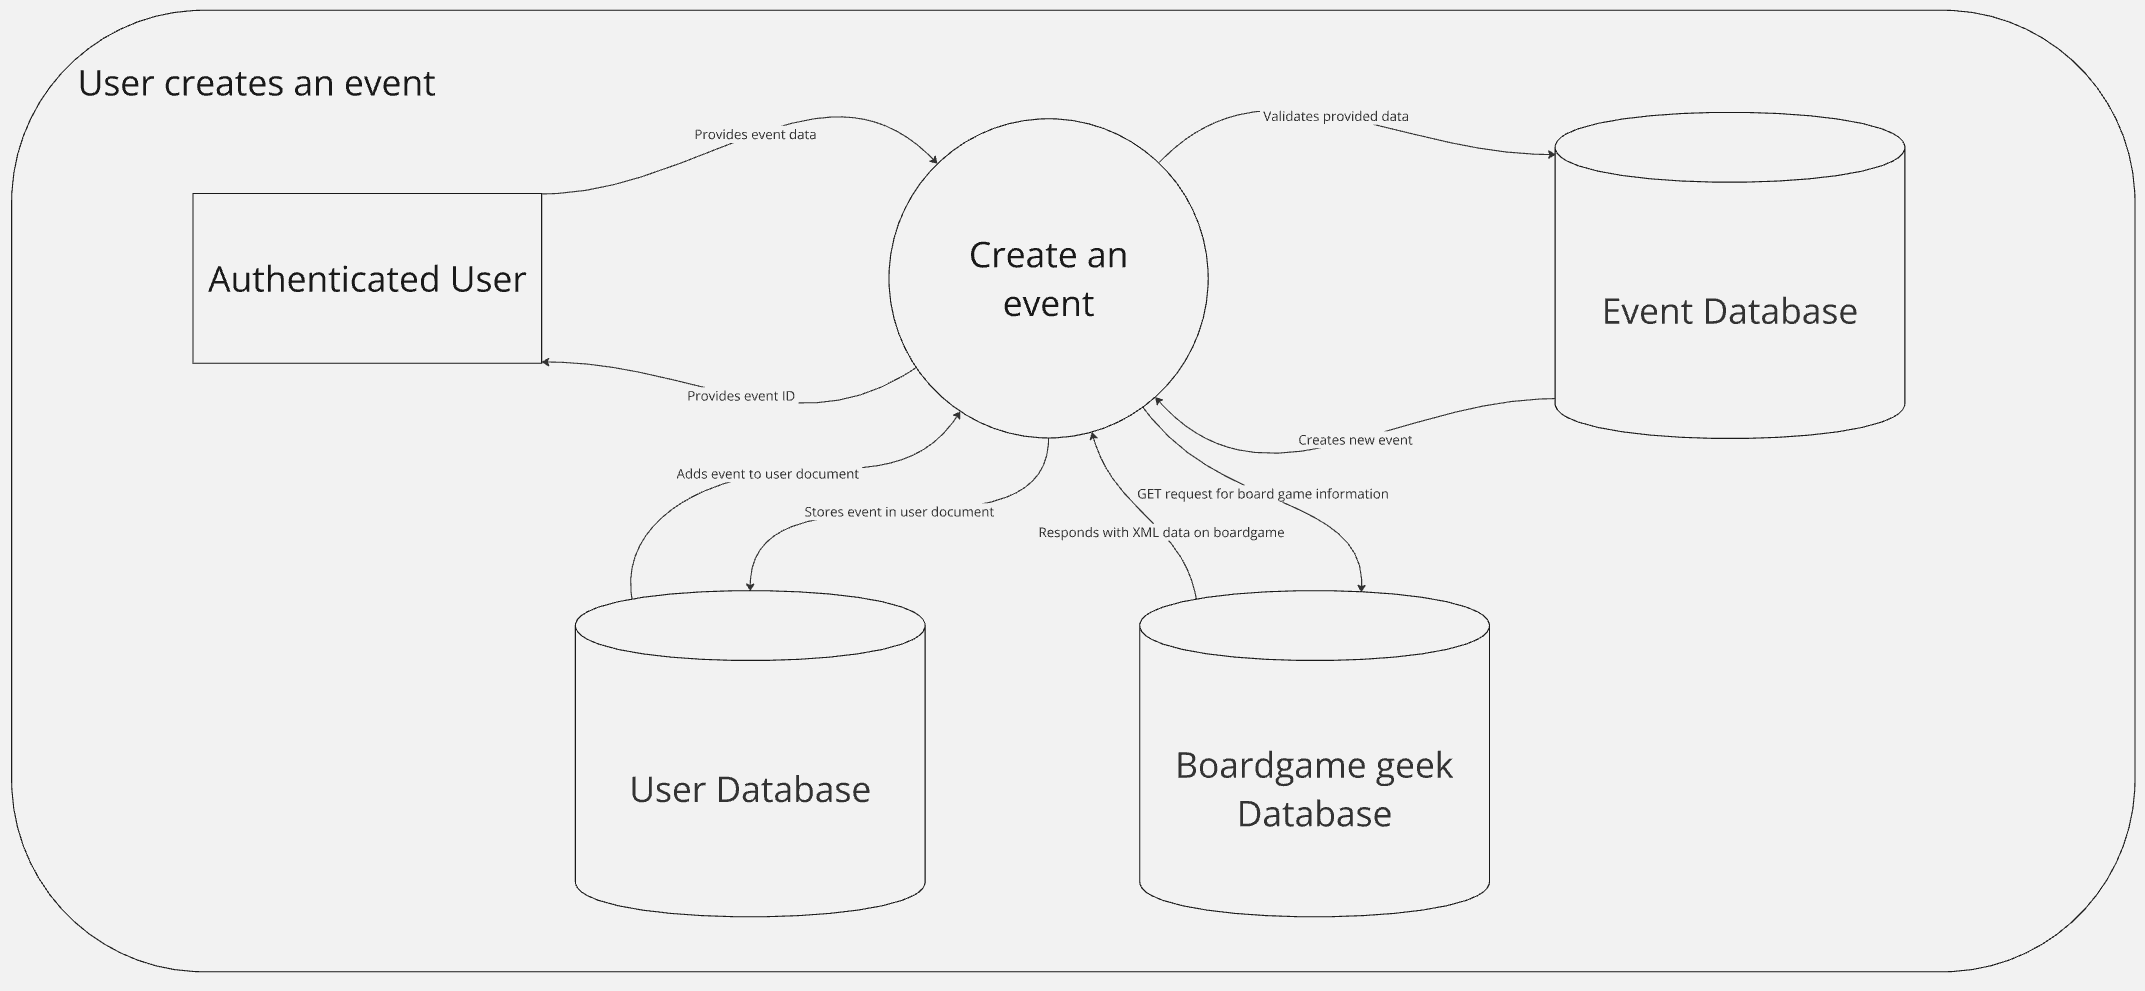 User creates an event
Provides event data
Validates provided data
Authenticated User
Create an
event
Event Database
Provides event ID
Creates new event
Adds event to user document
Stores event in user document
GET request for board game information
Responds with XML data on boardgame
User Database
Boardgame geek
Database